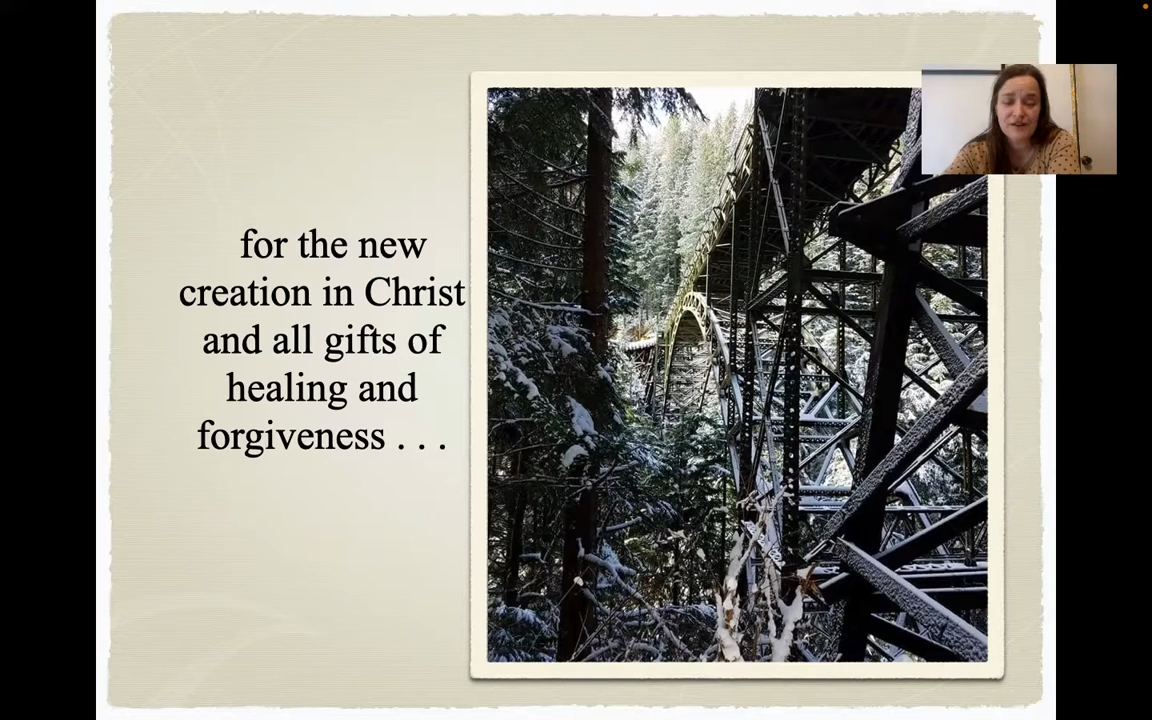 for the new
creation in Christ
and all gifts of
healing and
forgiveness . . .